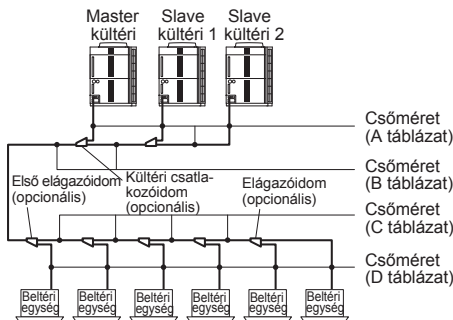 Master
kültéri
Slave
kültéri 1
Slave
kültéri 2
Csőméret
(A táblázat)
Csőméret
(B táblázat)
Első elágazóidom
(opcionális)
Kültéri csatla-
kozóidom
(opcionális)
Elágazóidom
(opcionális)
Csőméret
(C táblázat)
Csőméret
(D táblázat)
Beltéri
egység
Beltéri
egység
Beltéri
egység
Beltéri
egység
Beltéri
egység
Beltéri
egység